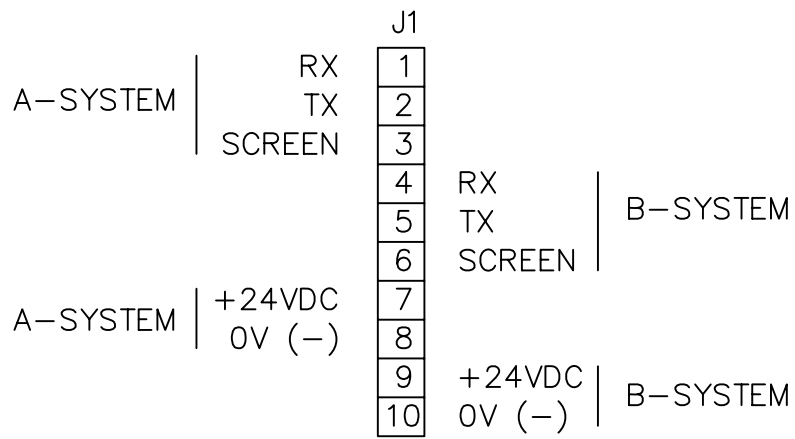 J1
RX 1
A-SYSTEM TX 2
SCREEN 3
4 RX
5 TX B-SYSTEM
6 SCREEN
+24VDC 7
A-SYSTEM
0V (-) 8
9 +24VDC
B-SYSTEM
10 0V (-)